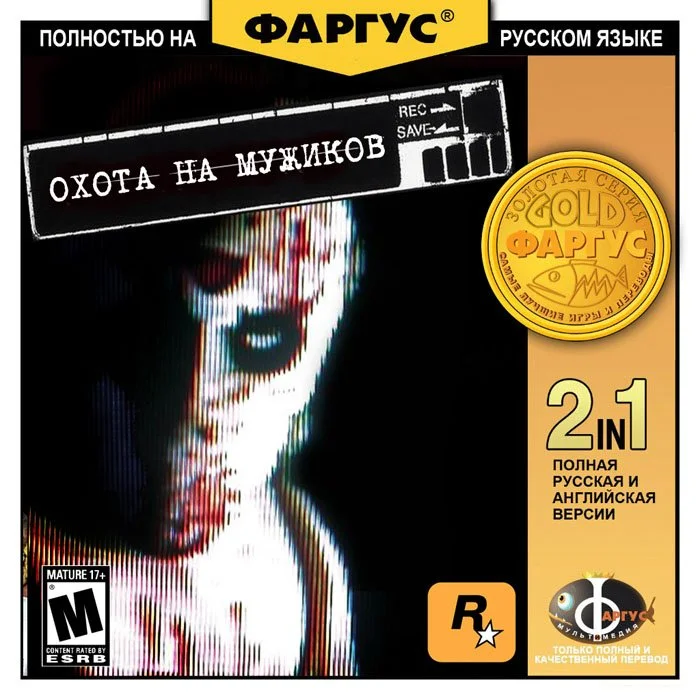 ПОЛНОСТЬЮ НА
ФАРГУС®
РУССКОМ ЯЗЫКЕ
REC
SAVE
ОХОТА НА МУЖИКОВ
ЗОЛОТАЯ СЕРИЯ
GOLD
ФАРГУС
САМЫЕ ЛУЧШИЕ ИГРЫ И ПЕРЕВОДЫ
2IN1
ПОЛНАЯ
РУССКАЯ И
АНГЛИЙСКАЯ
ВЕРСИИ
MATURE 17+
M
®
CONTENT RATED BY
ESRB
R
ФАРГУС
МУЛЬТИМЕДИЯ
ТОЛЬКО ПОЛНЫЙ И
КАЧЕСТВЕННЫЙ ПЕРЕВОД